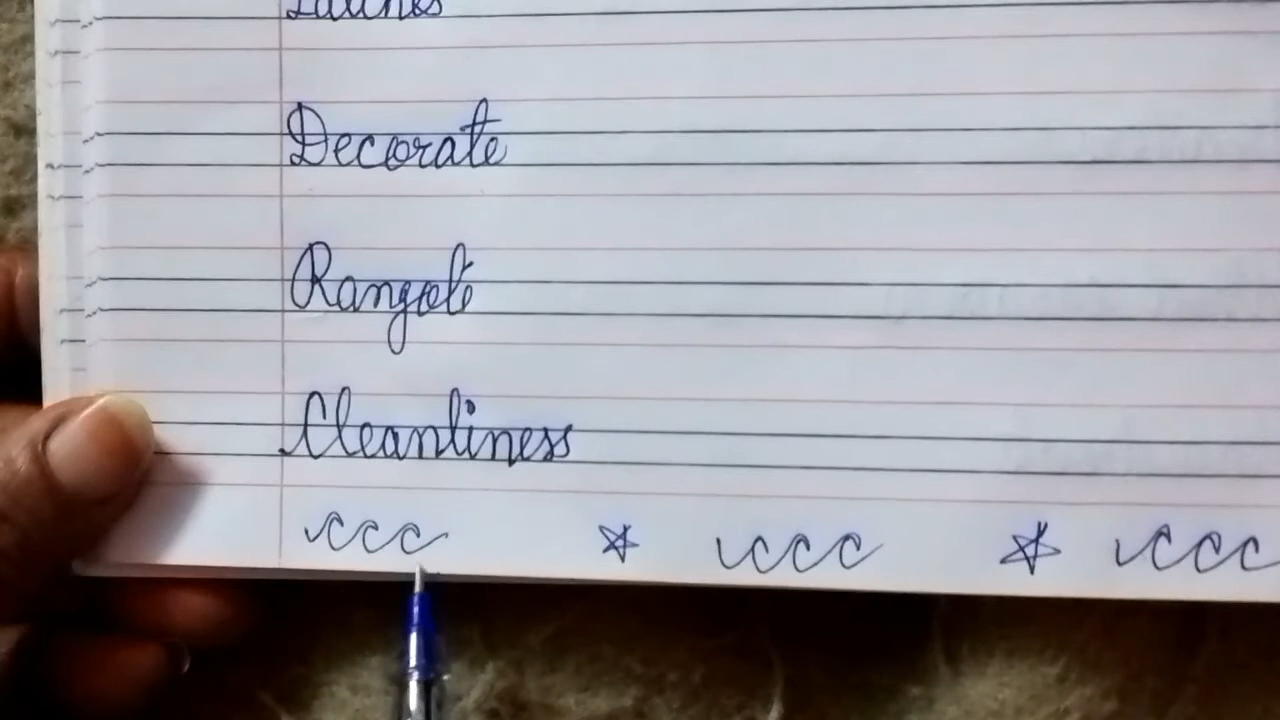 Decorate
Rangoli
Cleanliness
ccc ☆ ccc ☆ ccc